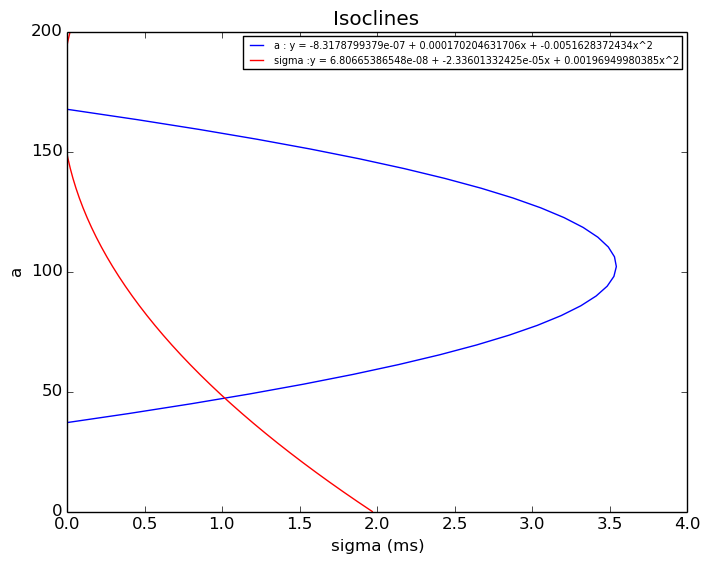 Isoclines
a : y = -8.3178799379e-07 + 0.000170204631706x + -0.0051628372434x^2
sigma :y = 6.80665386548e-08 + -2.33601332425e-05x + 0.00196949980385x^2
200
150
100
50
0
a
0.0 0.5 1.0 1.5 2.0 2.5 3.0 3.5 4.0
sigma (ms)